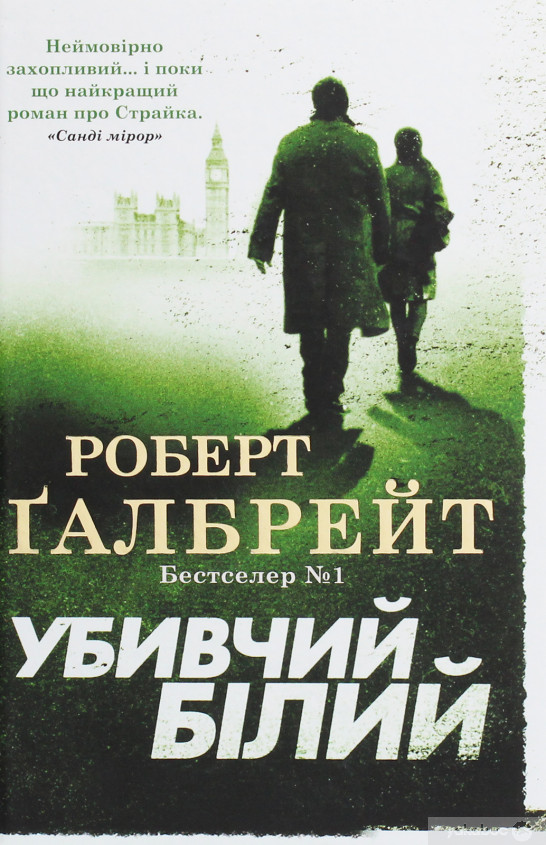 Неймовірно
захопливий... і поки
що найкращий
роман про Страйка.
«Санді мірор»
РОБЕРТ
ҐАЛБРЕЙТ
Бестселер №1
УБИВЧИЙ
БІЛИЙ